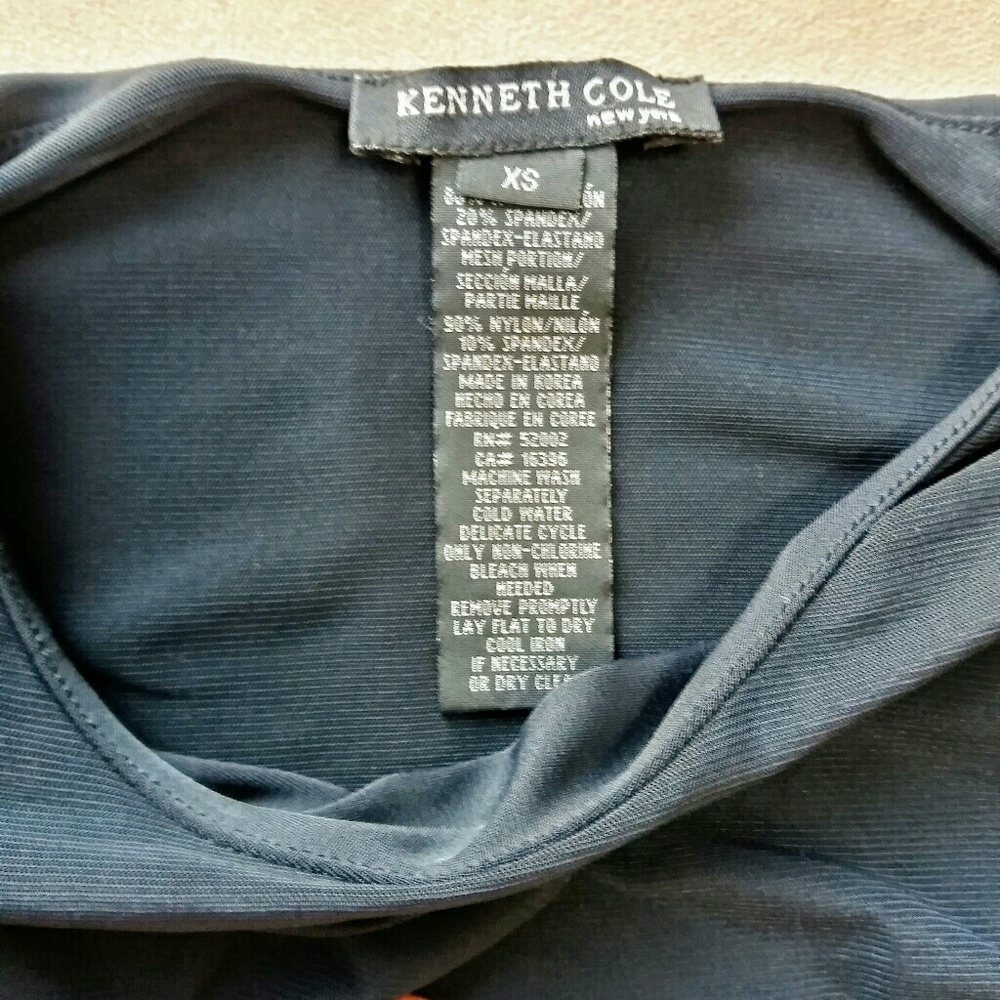 KENNETH COLE
new york
XS
20% SPANDEX/
SPANDEX-ELASTANO
MESH PORTION/
SECCIÓN MALLA/
PARTIE MAILLE
90% NYLON/NILÓN
10% SPANDEX/
SPANDEX-ELASTANO
MADE IN KOREA
HECHO EN COREA
FABRIQUE EN COREE
RN# 52002
CA# 16396
MACHINE WASH
SEPARATELY
COLD WATER
DELICATE CYCLE
ONLY NON-CHLORINE
BLEACH WHEN
NEEDED
REMOVE PROMPTLY
LAY FLAT TO DRY
COOL IRON
IF NECESSARY
OR DRY